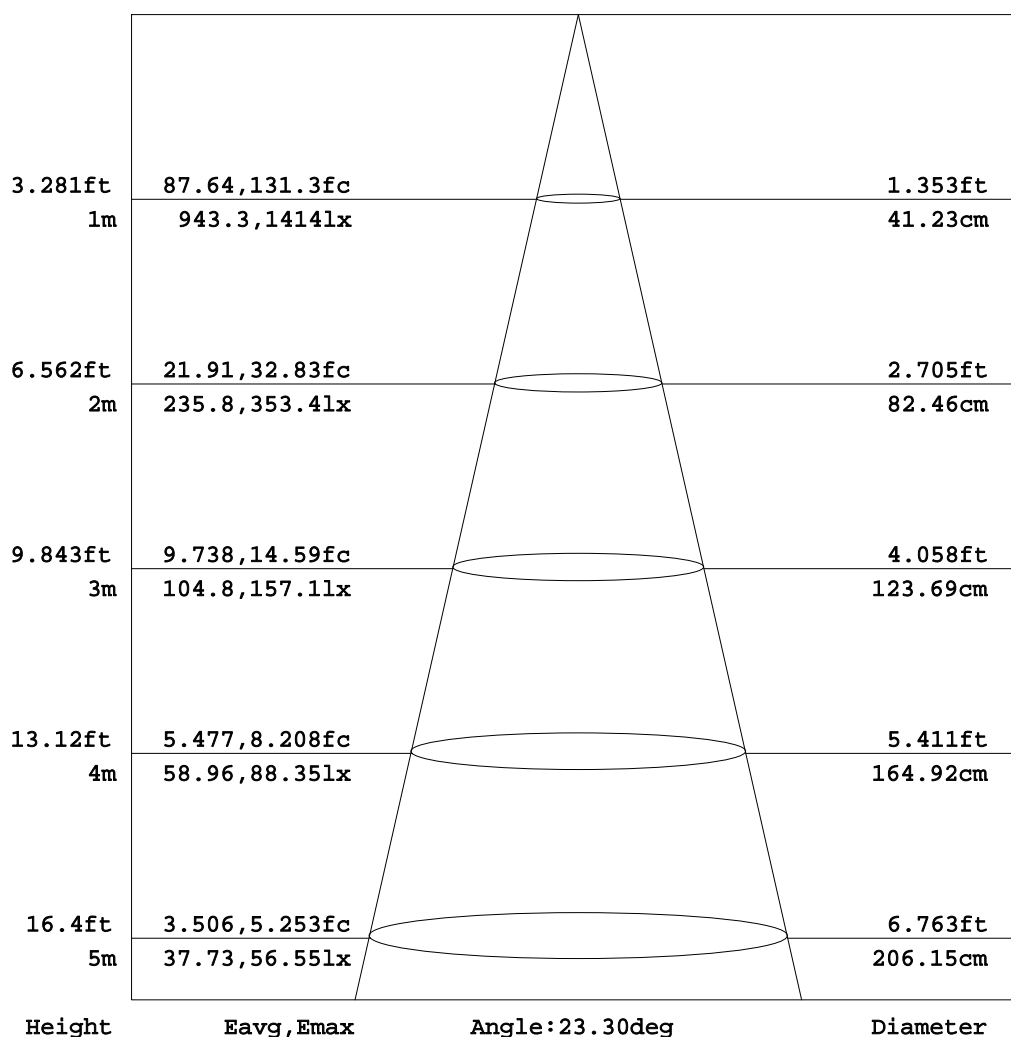 3.281ft 87.64,131.3fc 1.353ft
1m 943.3,1414lx 41.23cm
6.562ft 21.91,32.83fc 2.705ft
2m 235.8,353.4lx 82.46cm
9.843ft 9.738,14.59fc 4.058ft
3m 104.8,157.1lx 123.69cm
13.12ft 5.477,8.208fc 5.411ft
4m 58.96,88.35lx 164.92cm
16.4ft 3.506,5.253fc 6.763ft
5m 37.73,56.55lx 206.15cm
Height Eavg,Emax Angle:23.30deg Diameter